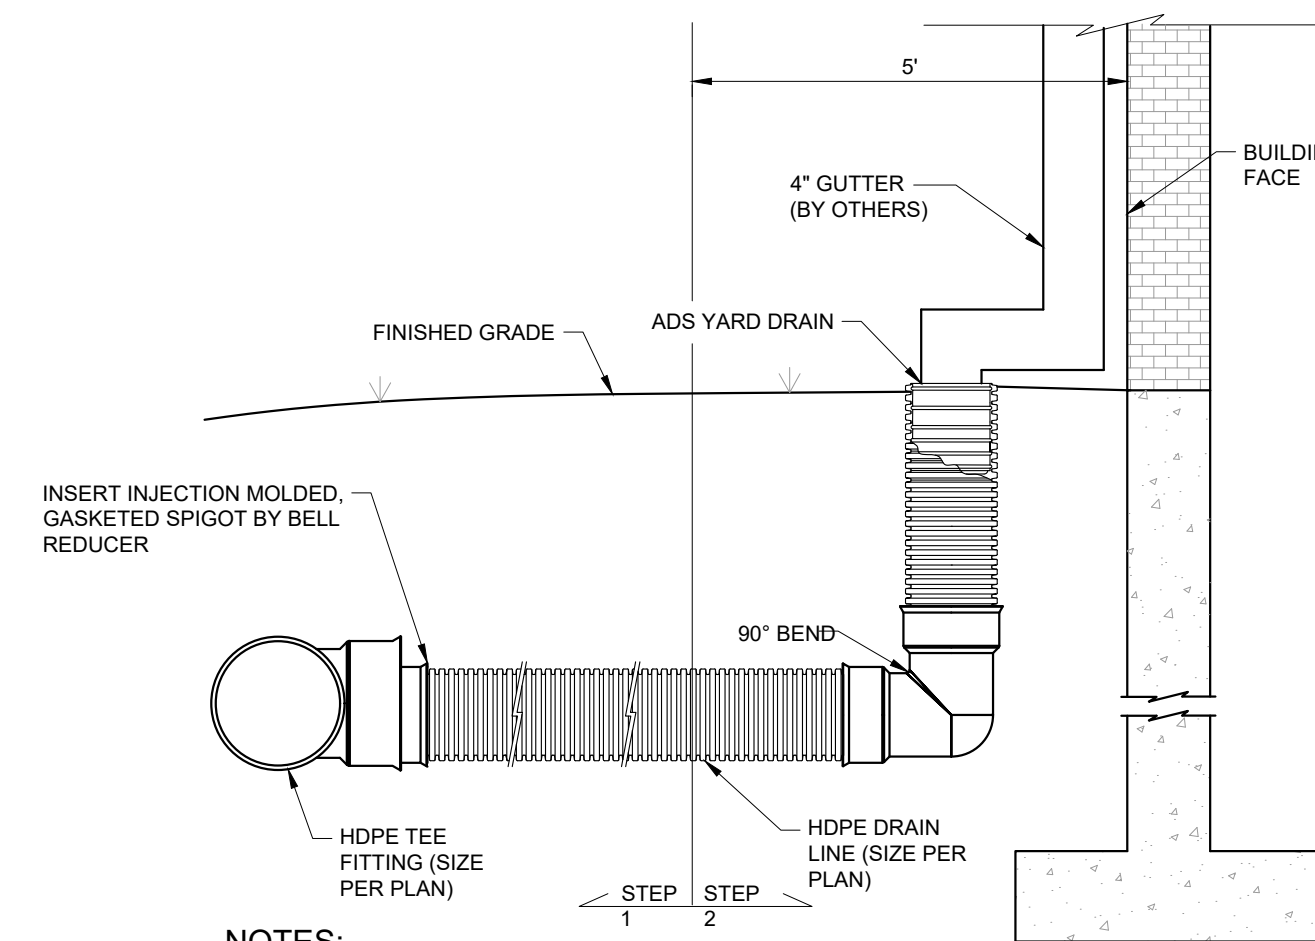 5'
BUILDI
FACE
4" GUTTER
(BY OTHERS)
ADS YARD DRAIN
FINISHED GRADE
INSERT INJECTION MOLDED,
GASKETED SPIGOT BY BELL
REDUCER
90° BEND
HDPE TEE
FITTING (SIZE
PER PLAN)
HDPE DRAIN
LINE (SIZE PER
PLAN)
STEP
1
STEP
2
NOTES: